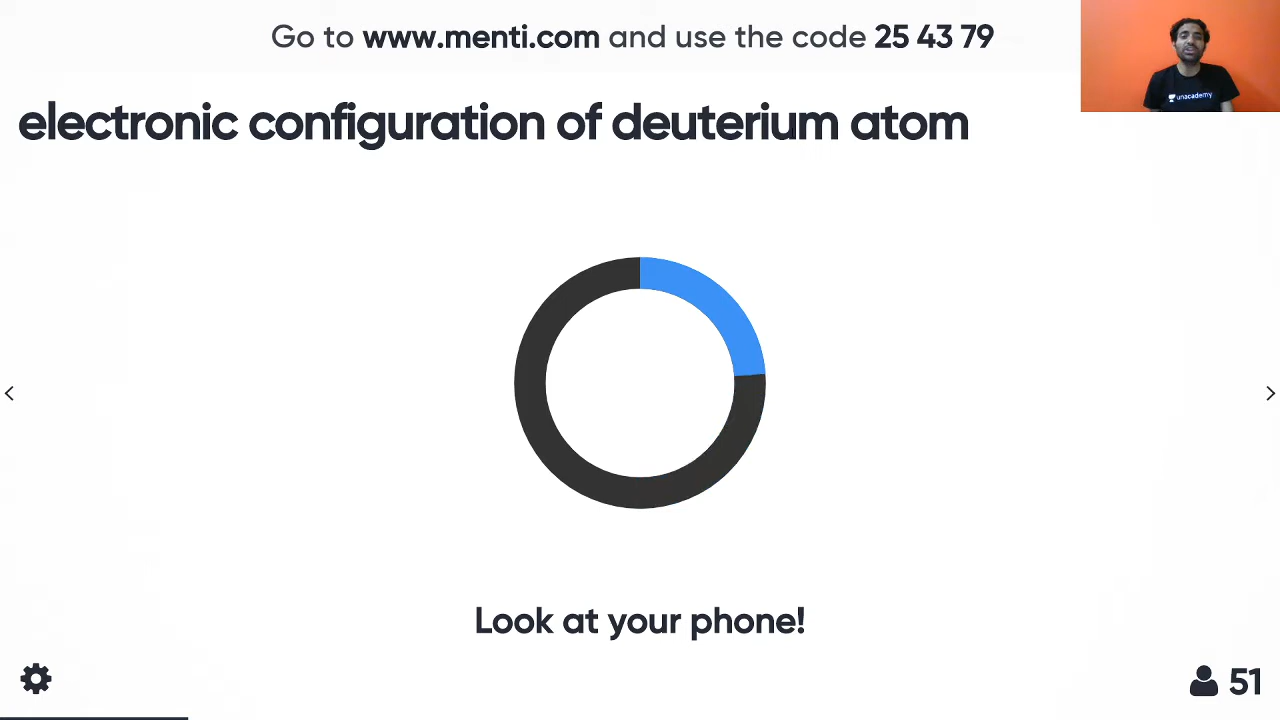 Go to www.menti.com and use the code 25 43 79
unacademy
electronic configuration of deuterium atom
Look at your phone!
51